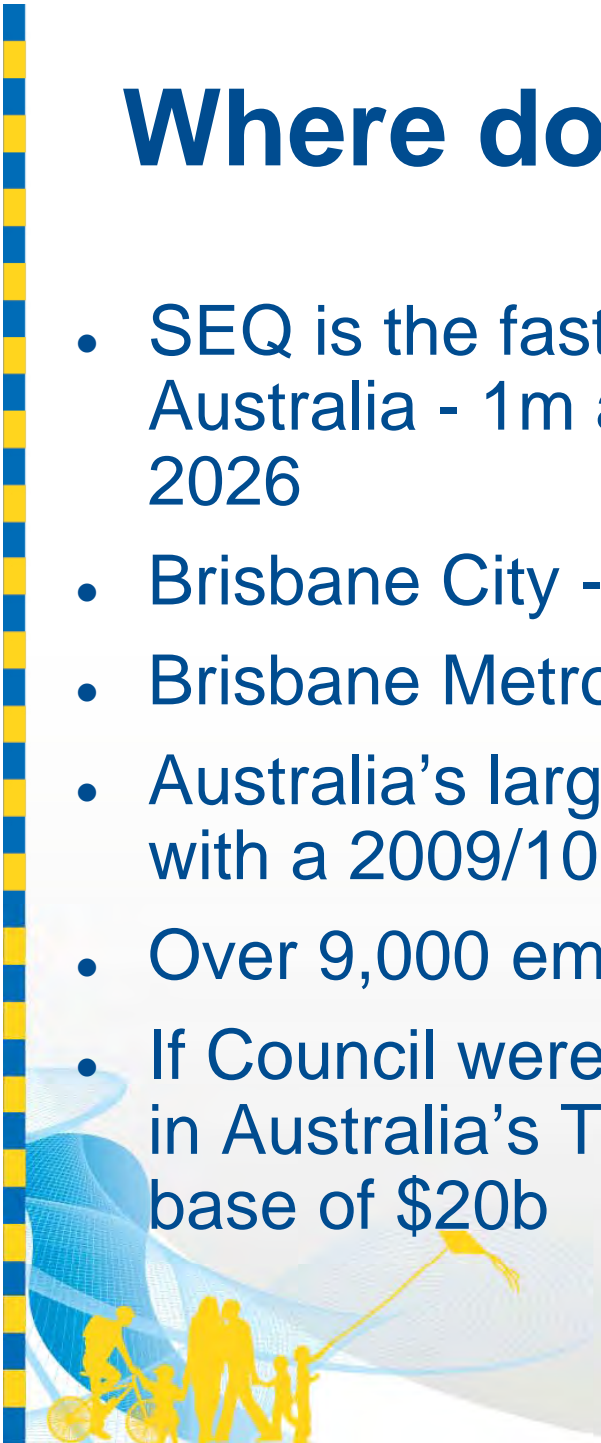 Where do
• SEQ is the fast
Australia - 1m a
2026
• Brisbane City -
• Brisbane Metro
• Australia's larg
with a 2009/10
• Over 9,000 em
• If Council were
in Australia's T
base of $20b